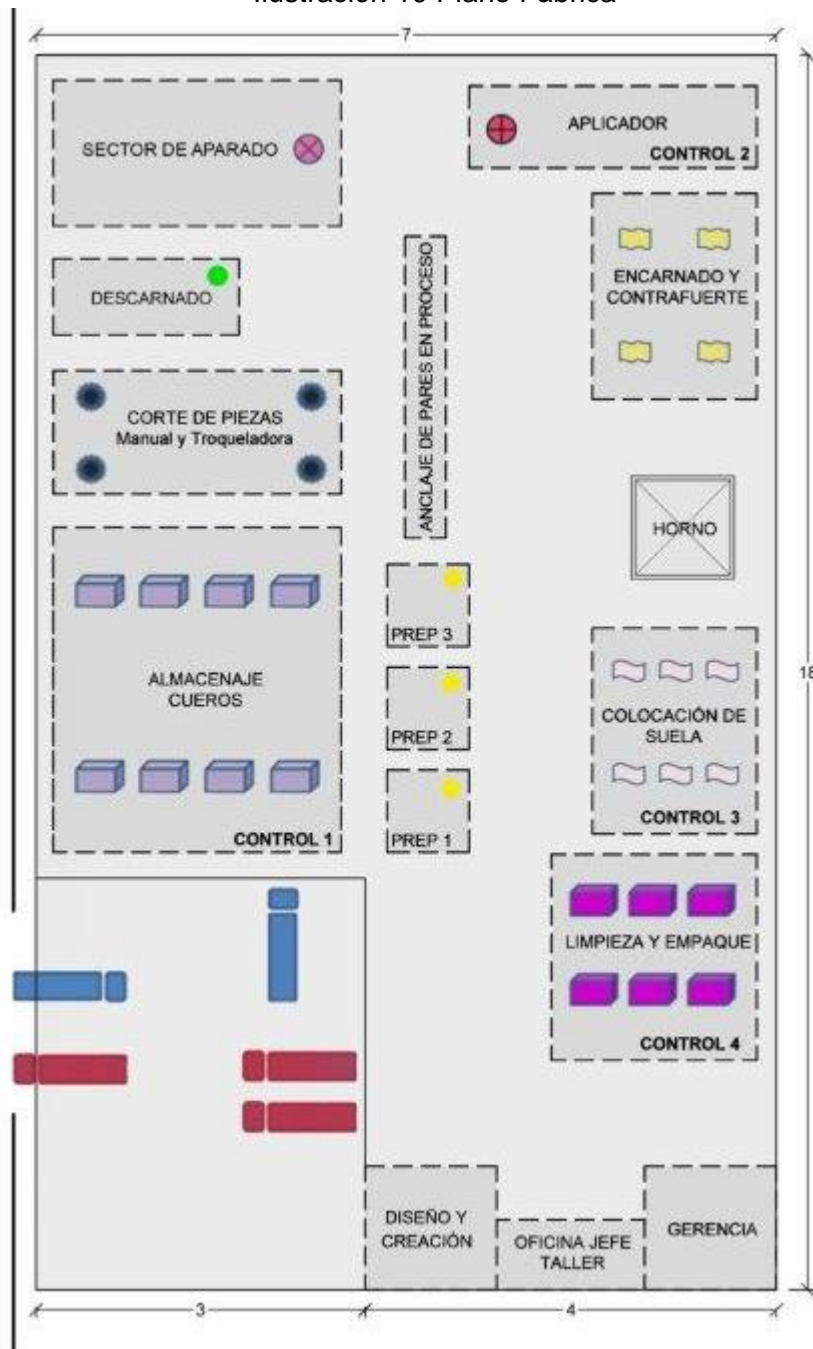 7
SECTOR DE APARADO
APLICADOR
CONTROL 2
DESCARNADO
ENCARNADO Y
CONTRAFUERTE
ANCLAJE DE PARES EN PROCESO
CORTE DE PIEZAS
Manual y Troqueladora
HORNO
PREP 3
ALMACENAJE
CUEROS
PREP 2
COLOCACIÓN DE
SUELA
CONTROL 3
18
CONTROL 1
PREP 1
LIMPIEZA Y EMPAQUE
CONTROL 4
DISEÑO Y
CREACIÓN
OFICINA JEFE
TALLER
GERENCIA
3
4